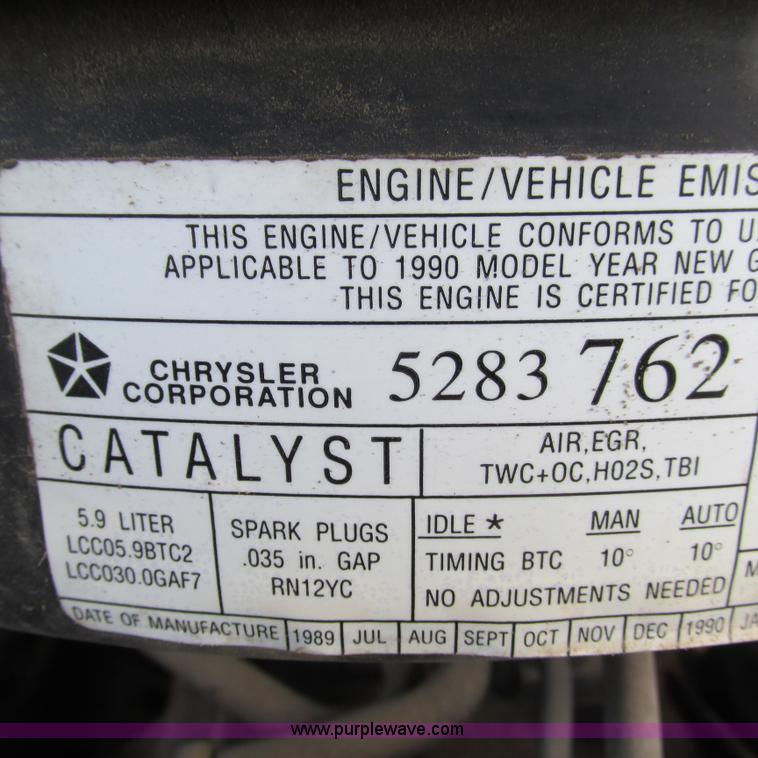 ENGINE/VEHICLE EMIS
THIS ENGINE/VEHICLE CONFORMS TO U
APPLICABLE TO 1990 MODEL YEAR NEW G
THIS ENGINE IS CERTIFIED FO
CHRYSLER
CORPORATION
5283 762
CATALYST
AIR,EGR,
TWC+OC,H02S,TBI
5.9 LITER
LCC05.9BTC2
LCC030.0GAF7
SPARK PLUGS
.035 in. GAP
RN12YC
IDLE * MAN AUTO
TIMING BTC 10° 10°
NO ADJUSTMENTS NEEDED
M
DATE OF MANUFACTURE 1989 JUL AUG SEPT OCT NOV DEC 1990 JA
www.purplewave.com